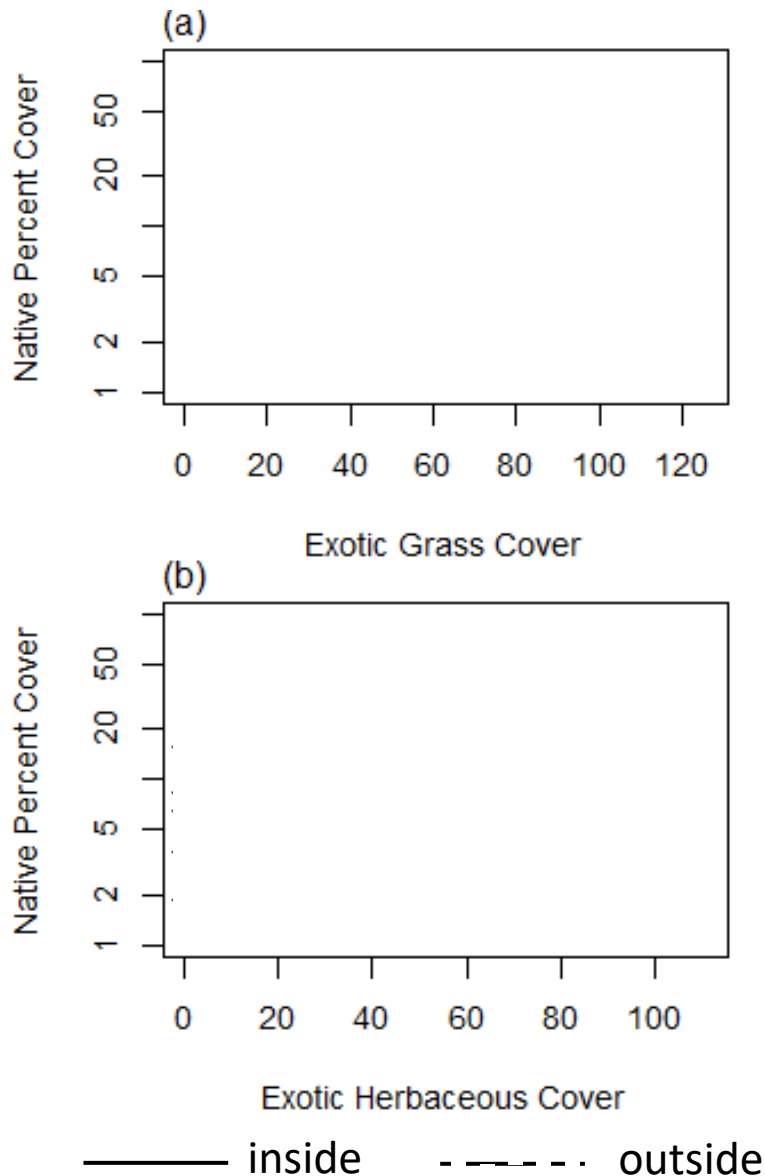 (a)
Native Percent Cover
50
20
5
2
1
0 20 40 60 80 100 120
Exotic Grass Cover
(b)
Native Percent Cover
50
20
5
2
1
0 20 40 60 80 100
Exotic Herbaceous Cover
inside outside